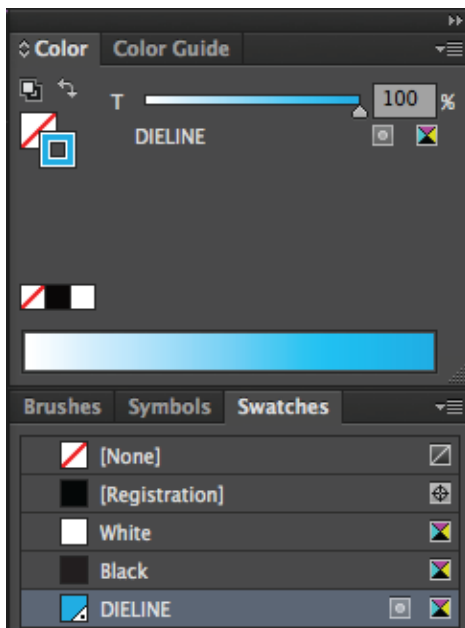 Color Color Guide
T 100 %
DIELINE
Brushes Symbols Swatches
[None]
[Registration]
White
Black
DIELINE